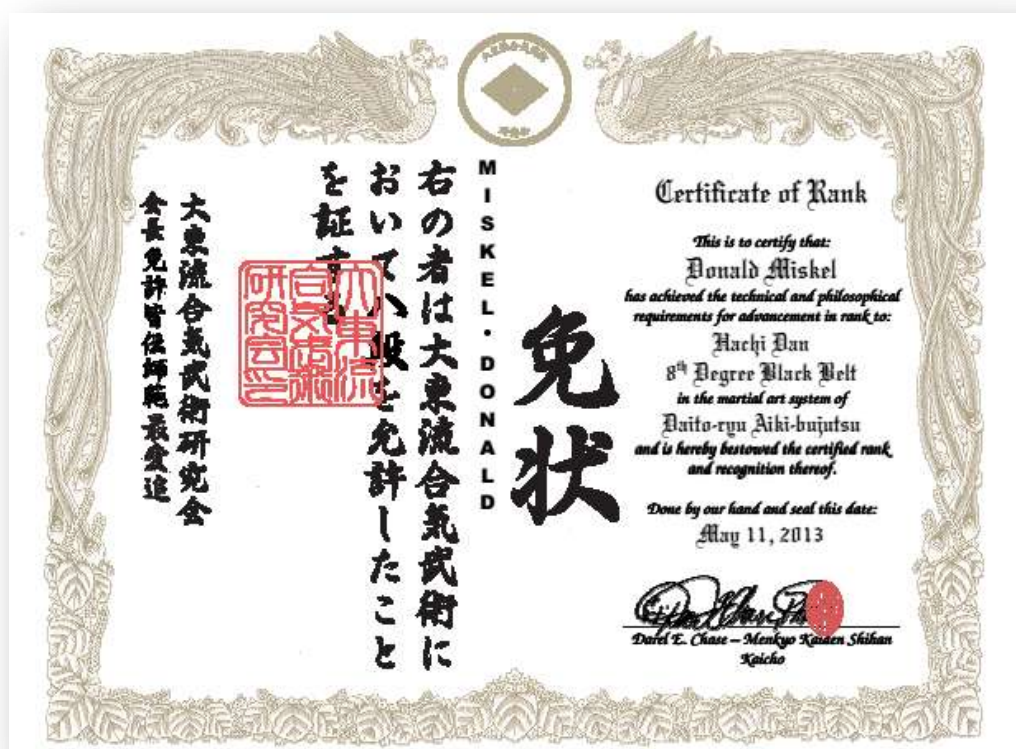 Certificate of Rank
This is to certify that:
Donald Miskel
has achieved the technical and philosophical
requirements for advancement in rank to:
Hachi Dan
8th Degree Black Belt
in the martial art system of
Daito-ryu Aiki-bujutsu
and is hereby bestowed the certified rank
and recognition thereof.
Done by our hand and seal this date:
May 11, 2013
Darel E. Chase – Menkyo Kaiden Shihan
Kaicho
免状
MISKEL・DONALD
右の者は大東流合氣武術に
おいて八段を免許したこと
を証す
大東流合氣武術研究会
会長免許皆伝師範